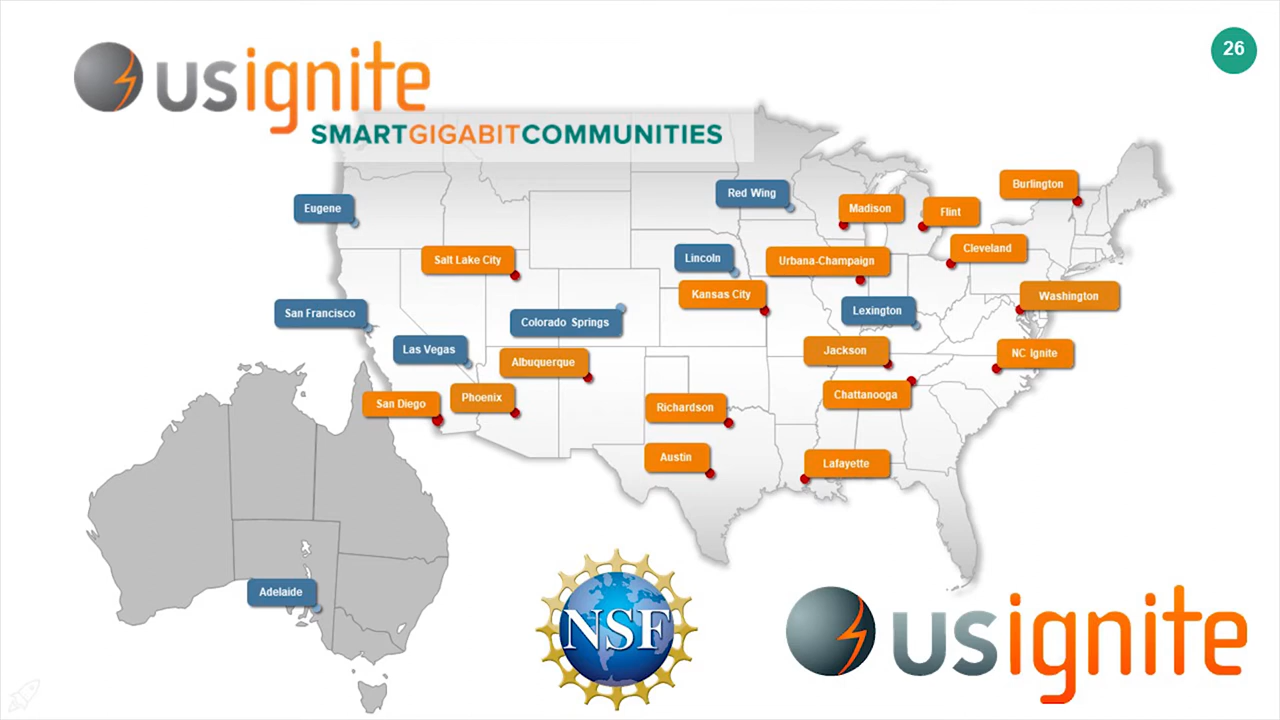 26
usignite
SMARTGIGABITCOMMUNITIES
Burlington
Red Wing
Eugene
Madison
Flint
Cleveland
Salt Lake City
Lincoln
Urbana-Champaign
Kansas City
Washington
San Francisco
Colorado Springs
Lexington
Las Vegas
Albuquerque
Jackson
NC Ignite
San Diego
Phoenix
Richardson
Chattanooga
Austin
Lafayette
Adelaide
NSF
usignite